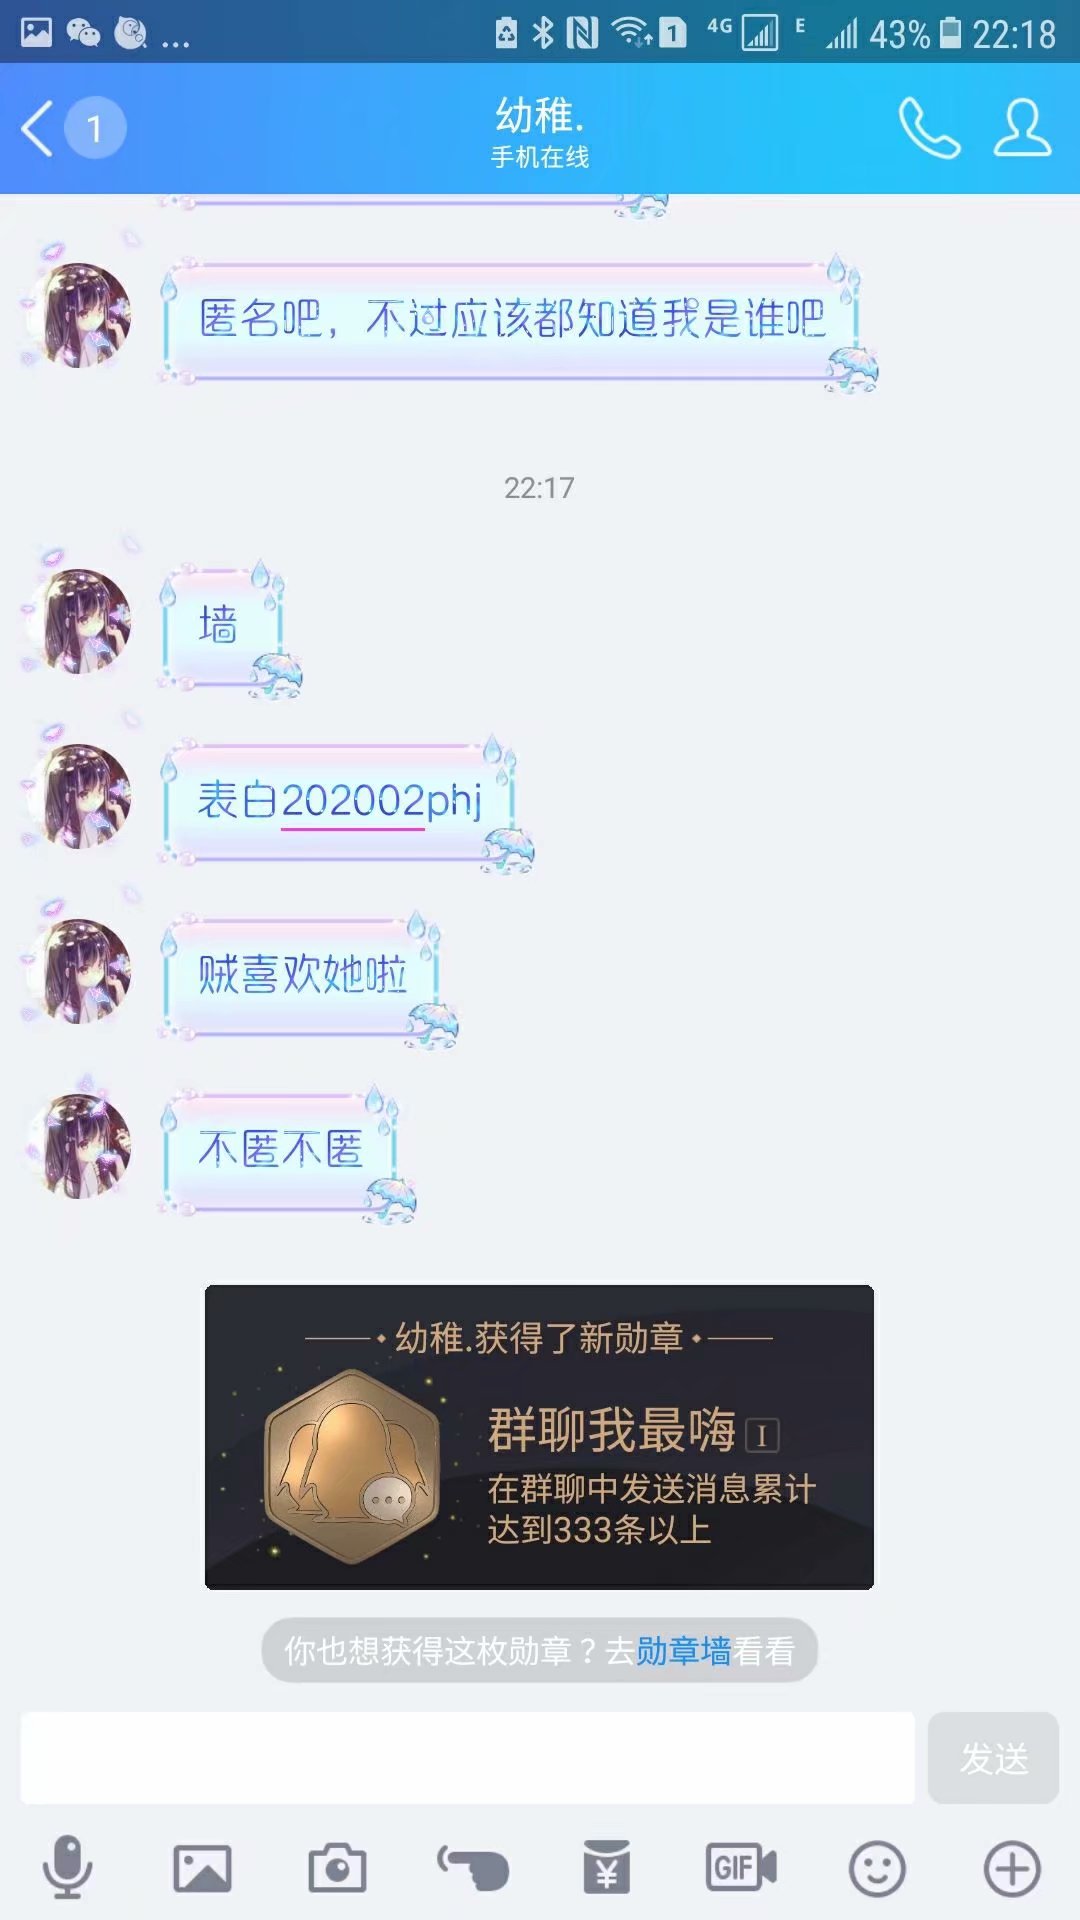 ... 1 4G E 43% 22:18
1 幼稚.
手机在线
匿名吧，不过应该都知道我是谁吧
22:17
墙
表白202002phj
贼喜欢她啦
不匿不匿
幼稚.获得了新勋章
群聊我最嗨 I
在群聊中发送消息累计
达到333条以上
你也想获得这枚勋章？去勋章墙看看
发送
¥ GIF